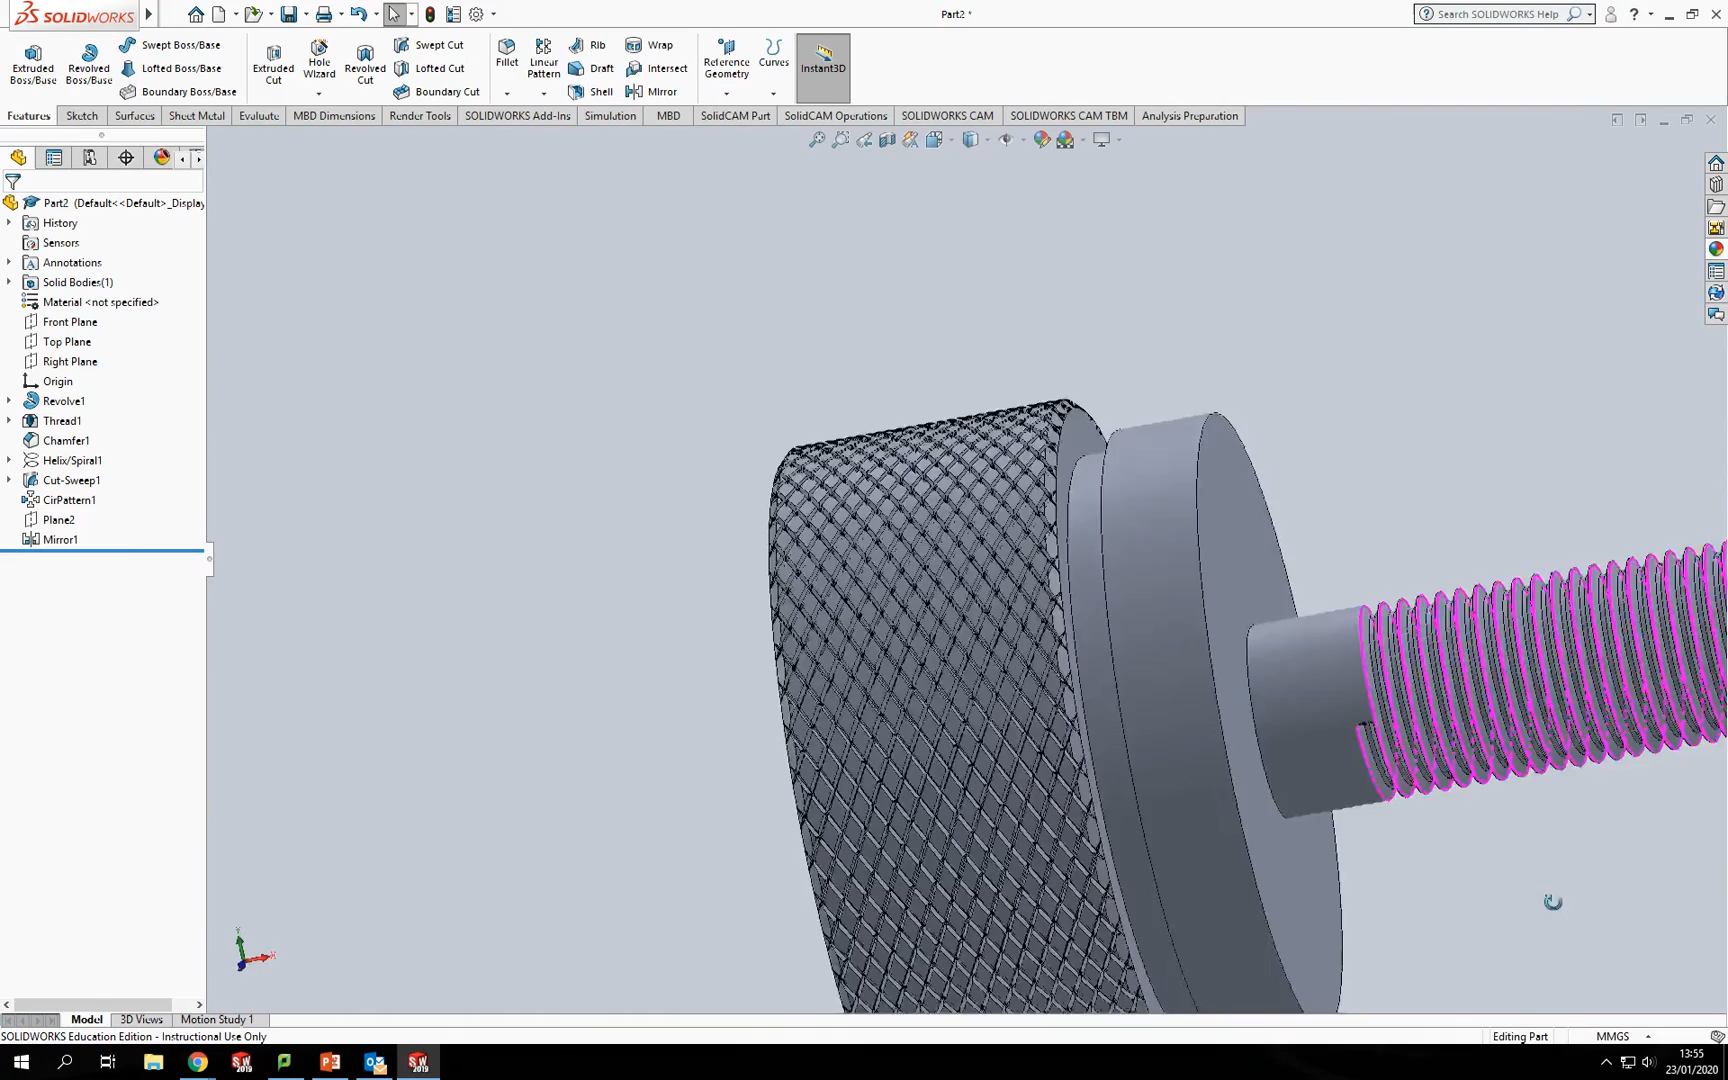 SOLIDWORKS
Part2 *
Search SOLIDWORKS Help
Extruded Boss/Base
Revolved Boss/Base
Swept Boss/Base
Lofted Boss/Base
Boundary Boss/Base
Extruded Cut
Hole Wizard
Revolved Cut
Swept Cut
Lofted Cut
Boundary Cut
Fillet
Linear Pattern
Rib
Draft
Shell
Wrap
Intersect
Mirror
Reference Geometry
Curves
Instant3D
Features Sketch Surfaces Sheet Metal Evaluate MBD Dimensions Render Tools SOLIDWORKS Add-Ins Simulation MBD SolidCAM Part SolidCAM Operations SOLIDWORKS CAM SOLIDWORKS CAM TBM Analysis Preparation
Part2 (Default<<Default>_Display
History
Sensors
Annotations
Solid Bodies(1)
Material <not specified>
Front Plane
Top Plane
Right Plane
Origin
Revolve1
Thread1
Chamfer1
Helix/Spiral1
Cut-Sweep1
CirPattern1
Plane2
Mirror1
Y
X
Model 3D Views Motion Study 1
SOLIDWORKS Education Edition - Instructional Use Only
Editing Part
MMGS
13:55
23/01/2020